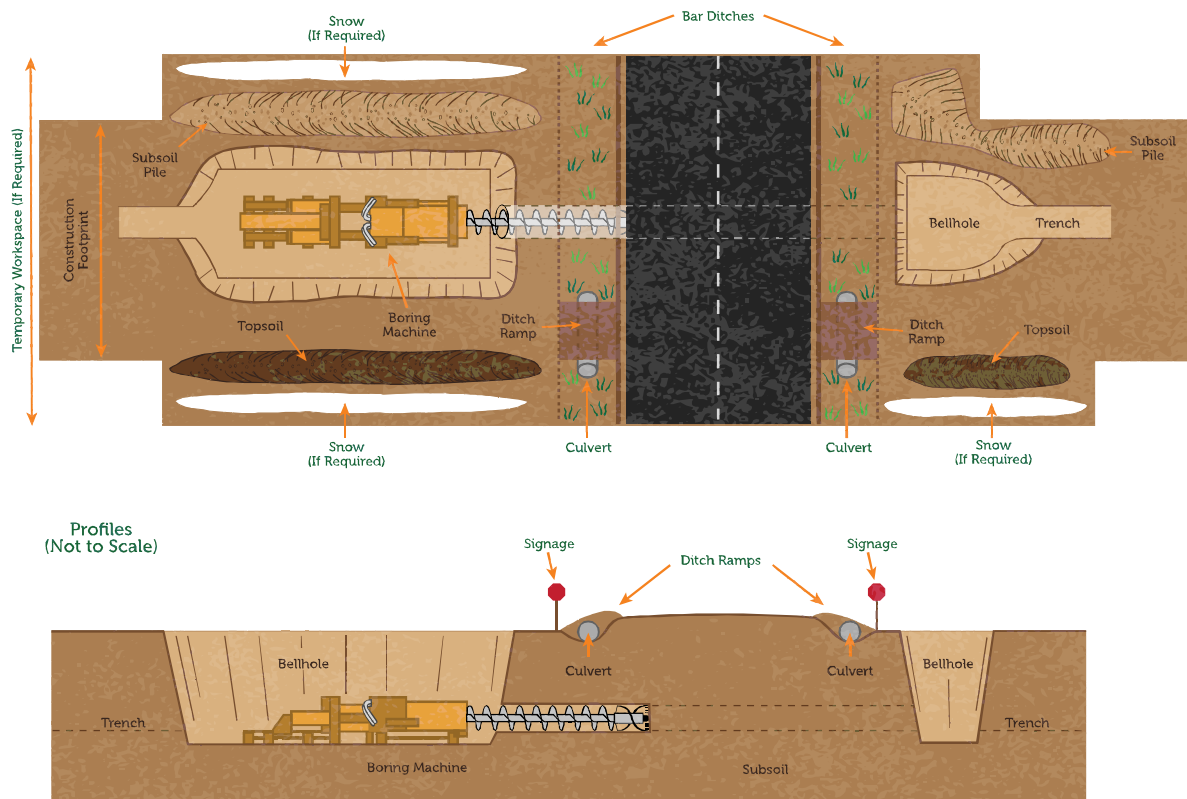 Snow
(If Required)
Bar Ditches
Subsoil
Pile
Subsoil
Pile
Temporary Workspace (If Required)
Construction
Footprint
Bellhole
Trench
Topsoil
Boring
Machine
Ditch
Ramp
Ditch
Ramp
Topsoil
Snow
(If Required)
Culvert
Culvert
Snow
(If Required)
Profiles
(Not to Scale)
Signage
Ditch Ramps
Signage
Bellhole
Culvert
Culvert
Bellhole
Trench
Trench
Boring Machine
Subsoil